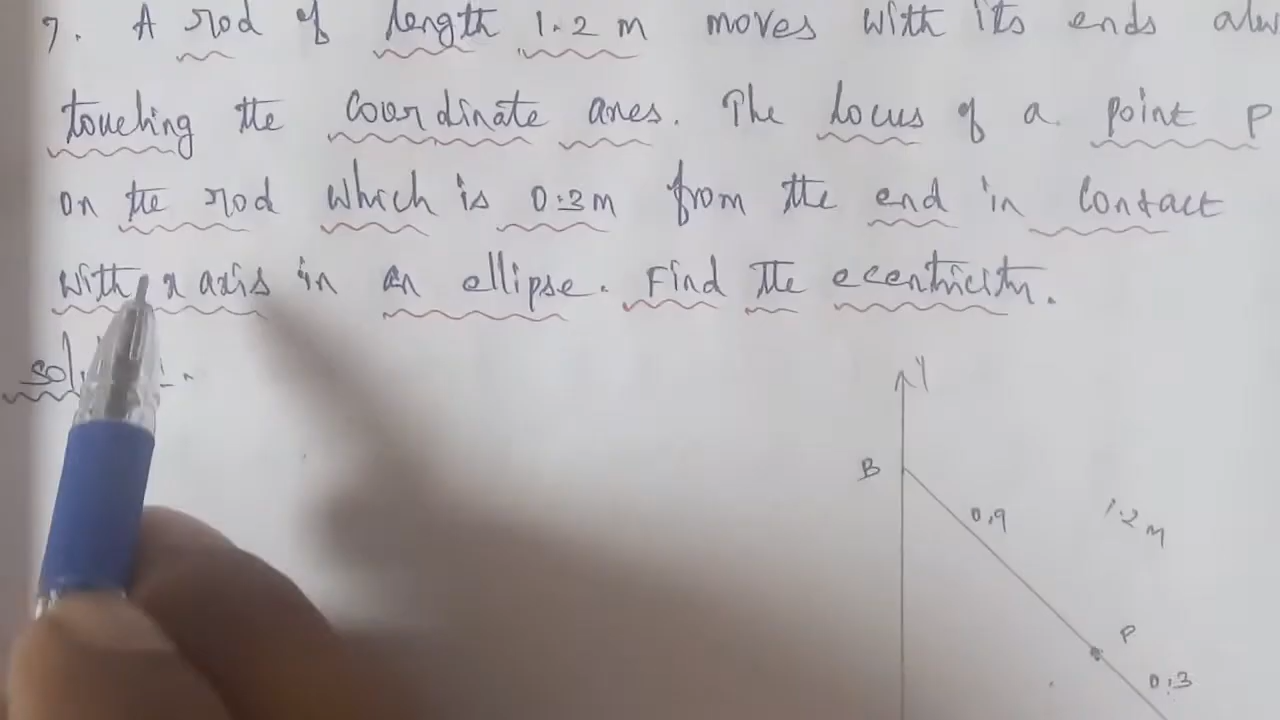 7. A rod of length 1.2 m moves with its ends
touching the coordinate axes. The locus of a point P
on the rod which is 0.3m from the end in contact
with x axis in an ellipse. Find the eccentricity.
Y
B
0.9
1.2 m
P
0.3